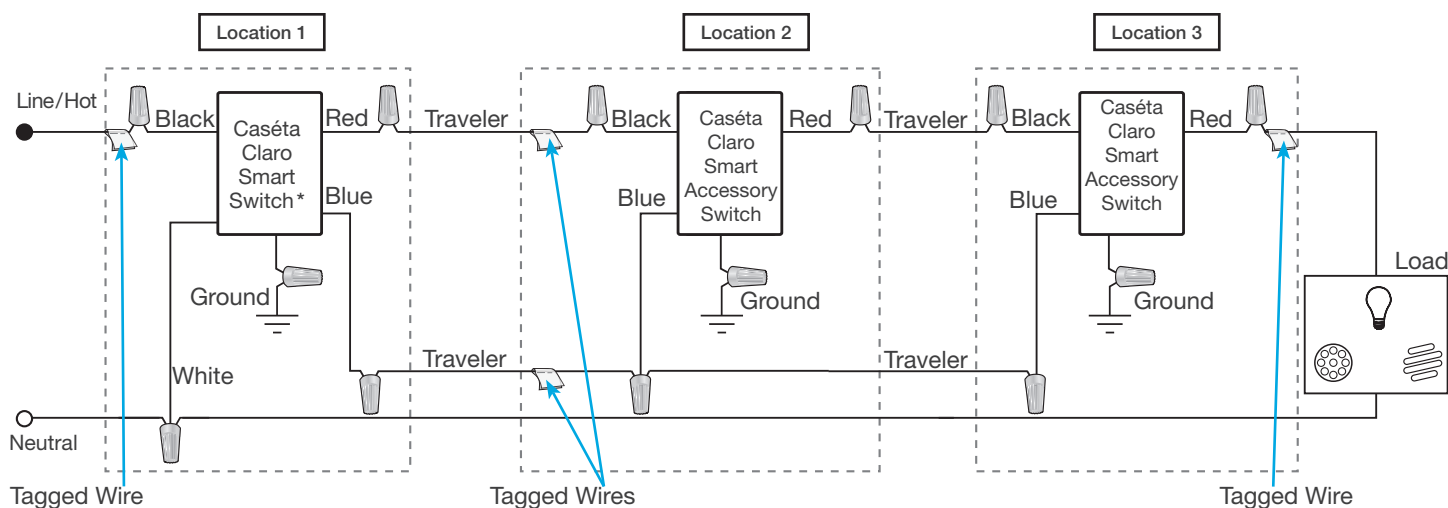 Location 1
Location 2
Location 3
Line/Hot
Black
Caséta
Claro
Smart
Switch*
Red
Traveler
Black
Caséta
Claro
Smart
Accessory
Switch
Red
Traveler
Black
Caséta
Claro
Smart
Accessory
Switch
Red
Blue
Blue
Blue
Load
Ground
Ground
Ground
White
Traveler
Traveler
Neutral
Tagged Wire
Tagged Wires
Tagged Wire